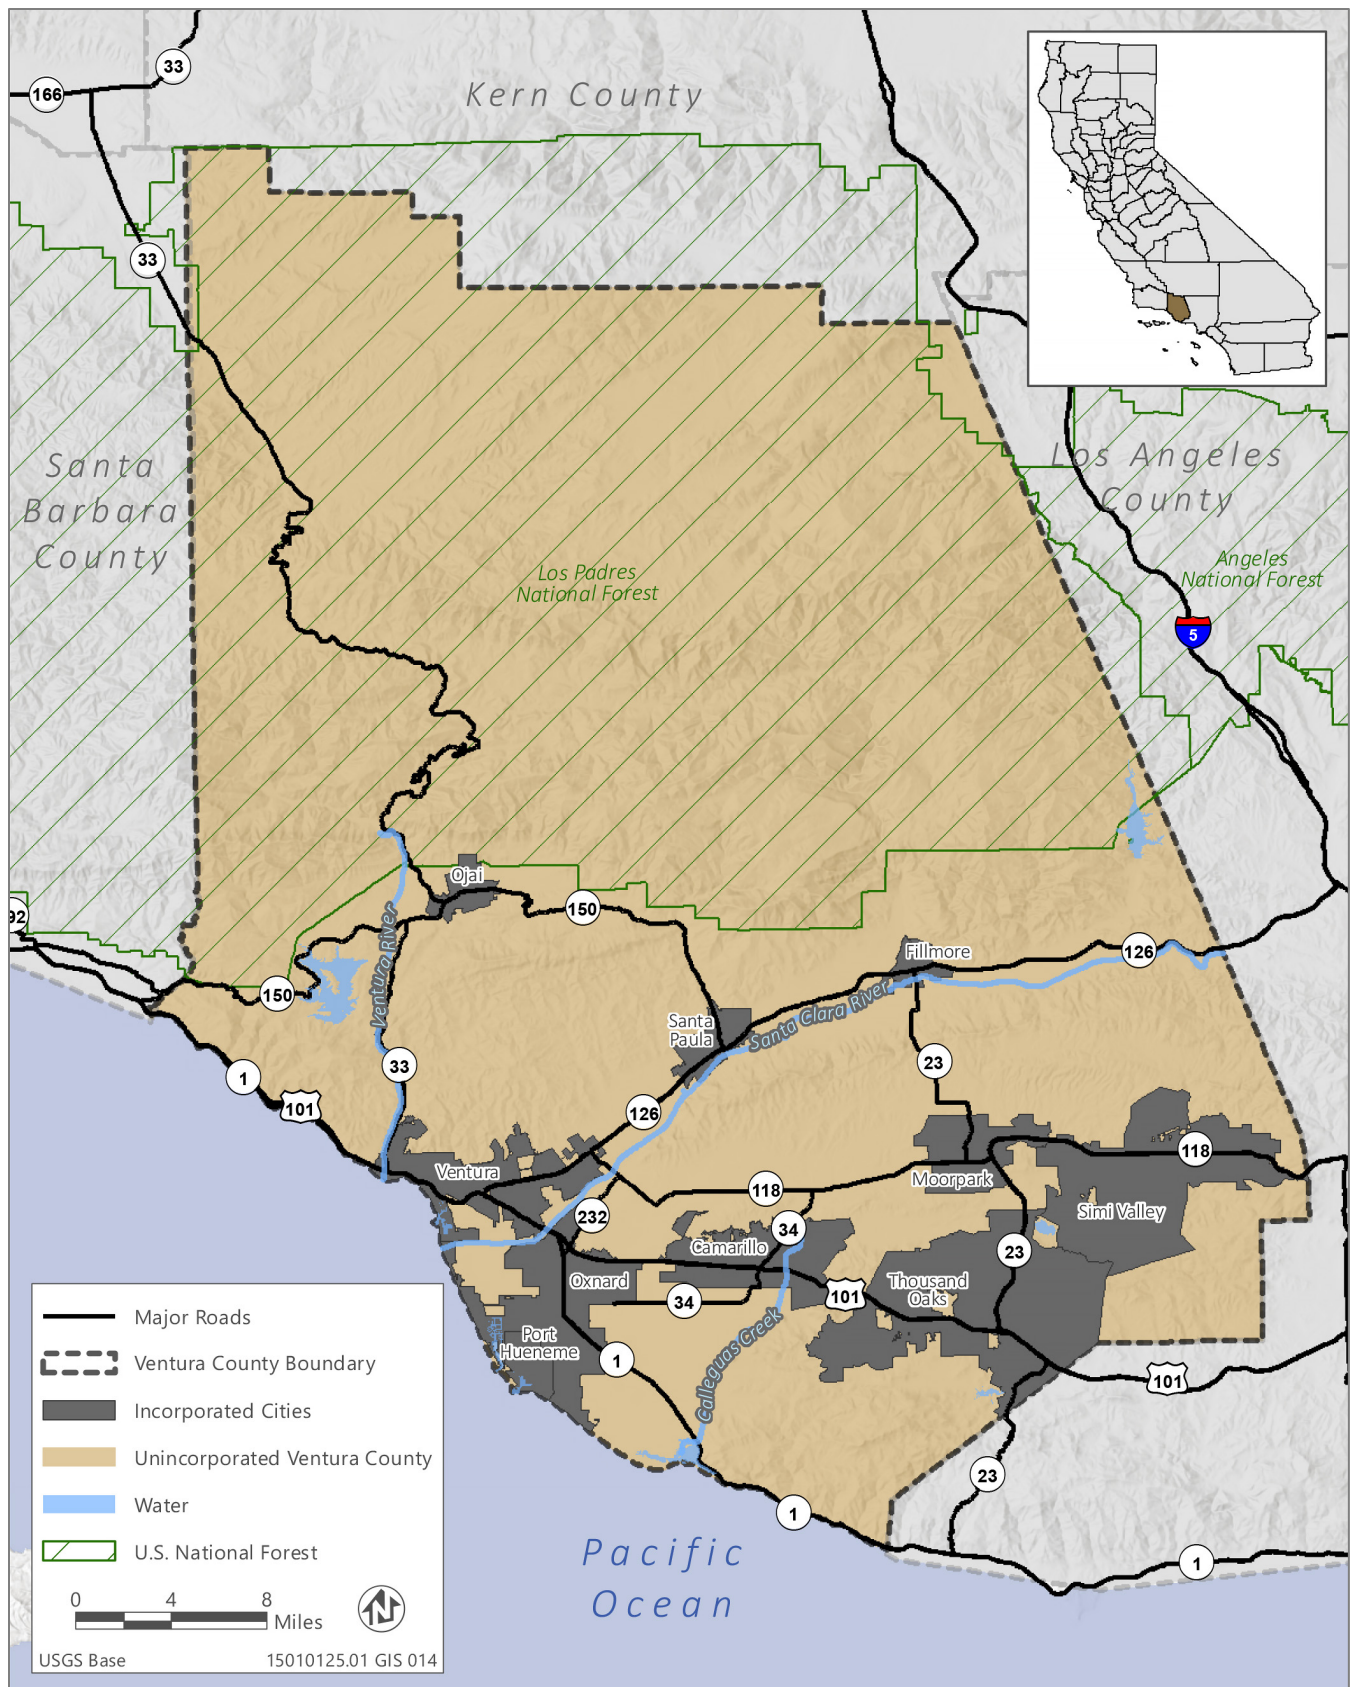 33
166
Kern County
33
Santa
Barbara
County
Los Angeles
County
Los Padres
National Forest
Angeles
National Forest
5
Ojai
150
92
Ventura River
Fillmore
126
150
Santa Clara River
Santa
Paula
33
23
1
101
126
118
Ventura
118
Moorpark
232
34
Simi Valley
Camarillo
23
Oxnard
Thousand
Oaks
101
34
Port
Hueneme
1
Calleguas Creek
101
23
1
1
Pacific
Ocean
Major Roads
Ventura County Boundary
Incorporated Cities
Unincorporated Ventura County
Water
U.S. National Forest
0 4 8
Miles
N
USGS Base 15010125.01 GIS 014